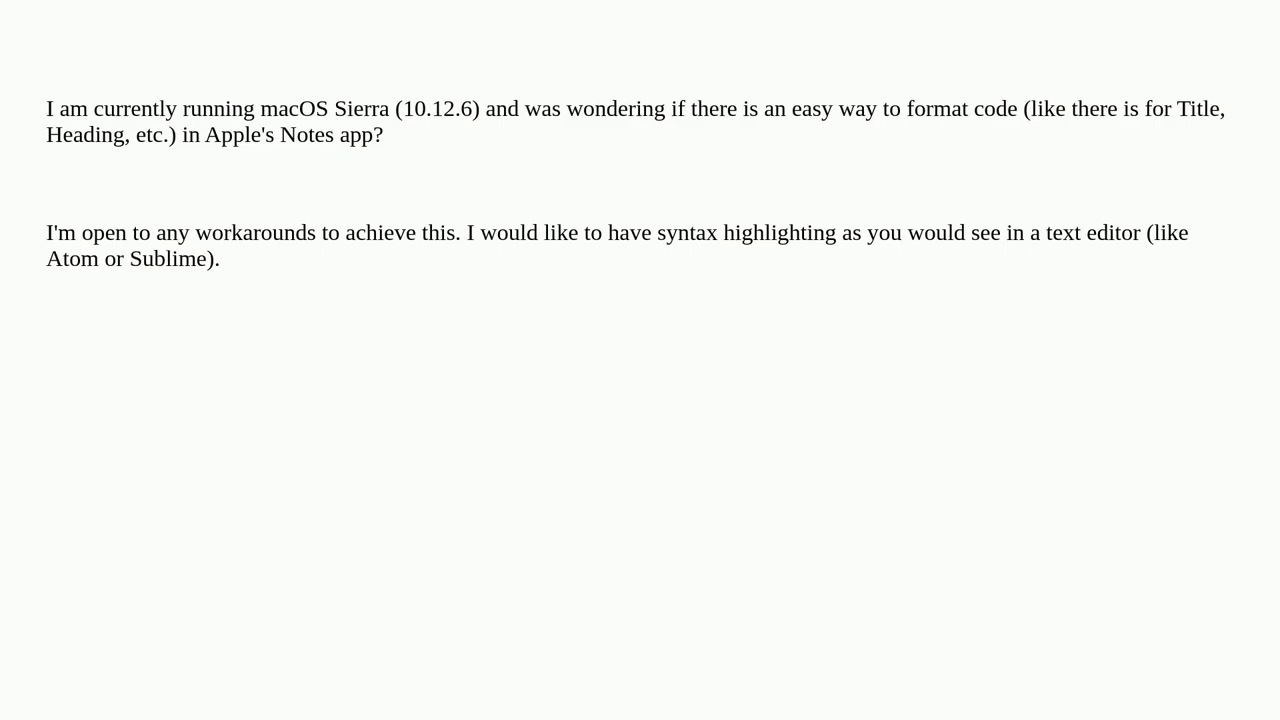 I am currently running macOS Sierra (10.12.6) and was wondering if there is an easy way to format code (like there is for Title,
Heading, etc.) in Apple's Notes app?
I'm open to any workarounds to achieve this. I would like to have syntax highlighting as you would see in a text editor (like
Atom or Sublime).